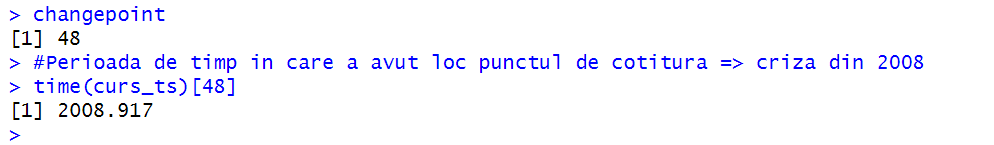 > changepoint
[1] 48
> #Perioada de timp in care a avut loc punctul de cotitura => criza din 2008
> time(curs_ts)[48]
[1] 2008.917
>